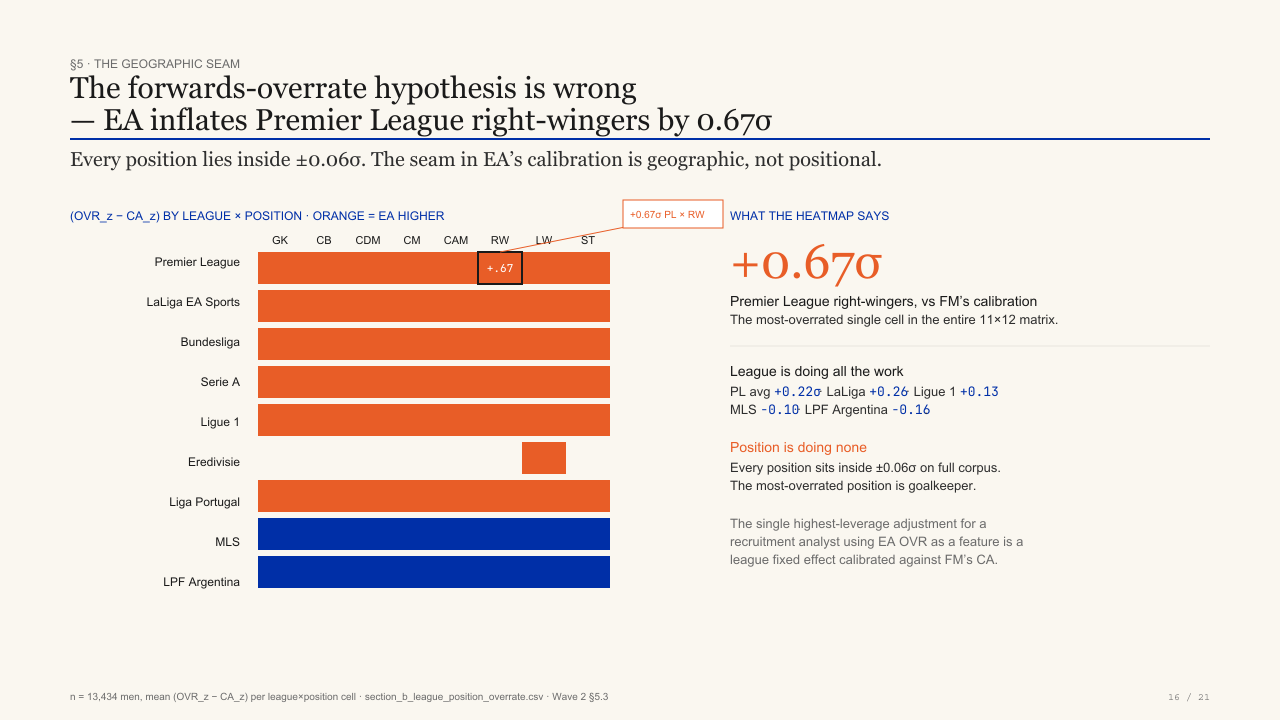 §5 · THE GEOGRAPHIC SEAM
The forwards-overrate hypothesis is wrong
— EA inflates Premier League right-wingers by 0.67σ
Every position lies inside ±0.06σ. The seam in EA’s calibration is geographic, not positional.
(OVR_z − CA_z) BY LEAGUE × POSITION · ORANGE = EA HIGHER
+0.67σ PL × RW
GK CB CDM CM CAM RW LW ST
Premier League
+.67
LaLiga EA Sports
Bundesliga
Serie A
Ligue 1
Eredivisie
Liga Portugal
MLS
LPF Argentina
WHAT THE HEATMAP SAYS
+0.67σ
Premier League right-wingers, vs FM’s calibration
The most-overrated single cell in the entire 11×12 matrix.
League is doing all the work
PL avg +0.22σ · LaLiga +0.26 · Ligue 1 +0.13
MLS -0.10 · LPF Argentina -0.16
Position is doing none
Every position sits inside ±0.06σ on full corpus.
The most-overrated position is goalkeeper.
The single highest-leverage adjustment for a
recruitment analyst using EA OVR as a feature is a
league fixed effect calibrated against FM’s CA.
n = 13,434 men, mean (OVR_z − CA_z) per league×position cell · section_b_league_position_overrate.csv · Wave 2 §5.3
16 / 21